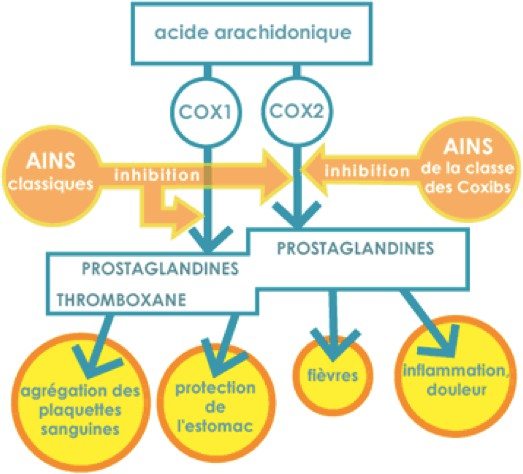 acide arachidonique
COX1
COX2
AINS
classiques
inhibition
inhibition
AINS
de la classe
des Coxibs
PROSTAGLANDINES
PROSTAGLANDINES
THROMBOXANE
agrégation des
plaquettes
sanguines
protection
de
l'estomac
fièvres
inflammation,
douleur